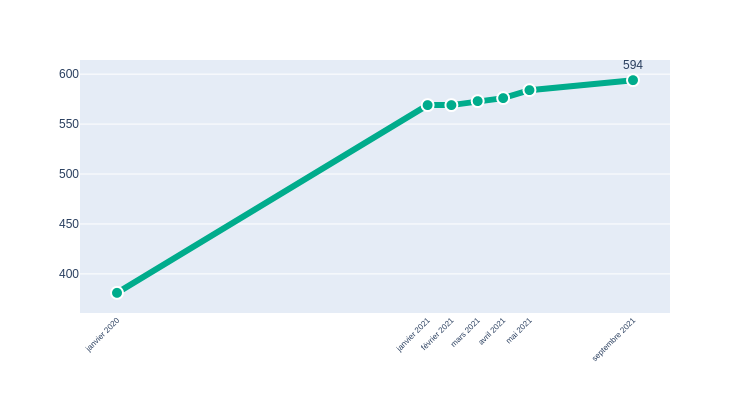 594
600
550
500
450
400
janvier 2020
janvier 2021
février 2021
mars 2021
avril 2021
mai 2021
septembre 2021